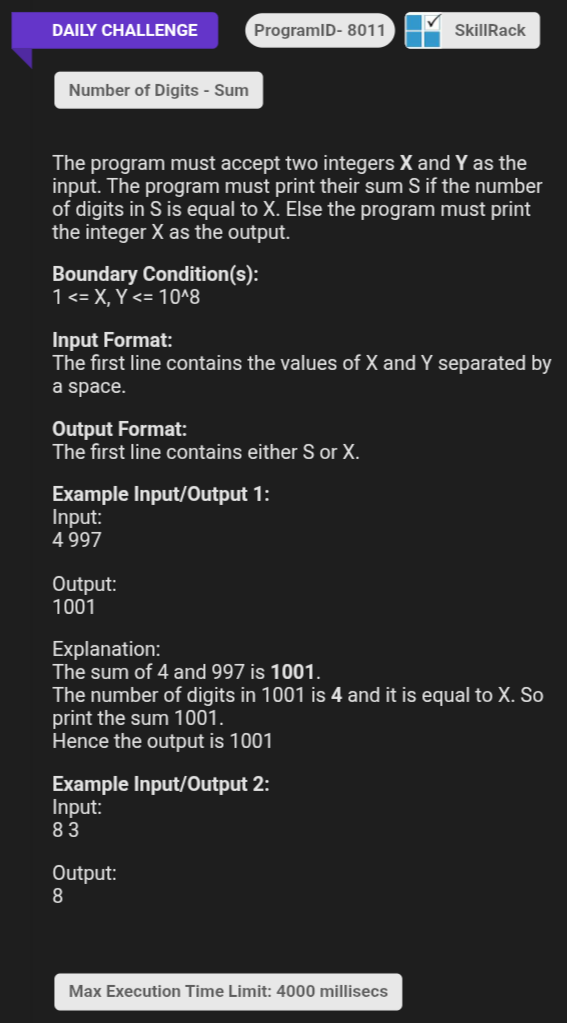 DAILY CHALLENGE
ProgramID- 8011
SkillRack
Number of Digits - Sum
The program must accept two integers X and Y as the
input. The program must print their sum S if the number
of digits in S is equal to X. Else the program must print
the integer X as the output.
Boundary Condition(s):
1 <= X, Y <= 10^8
Input Format:
The first line contains the values of X and Y separated by
a space.
Output Format:
The first line contains either S or X.
Example Input/Output 1:
Input:
4 997
Output:
1001
Explanation:
The sum of 4 and 997 is 1001.
The number of digits in 1001 is 4 and it is equal to X. So
print the sum 1001.
Hence the output is 1001
Example Input/Output 2:
Input:
8 3
Output:
8
Max Execution Time Limit: 4000 millisecs